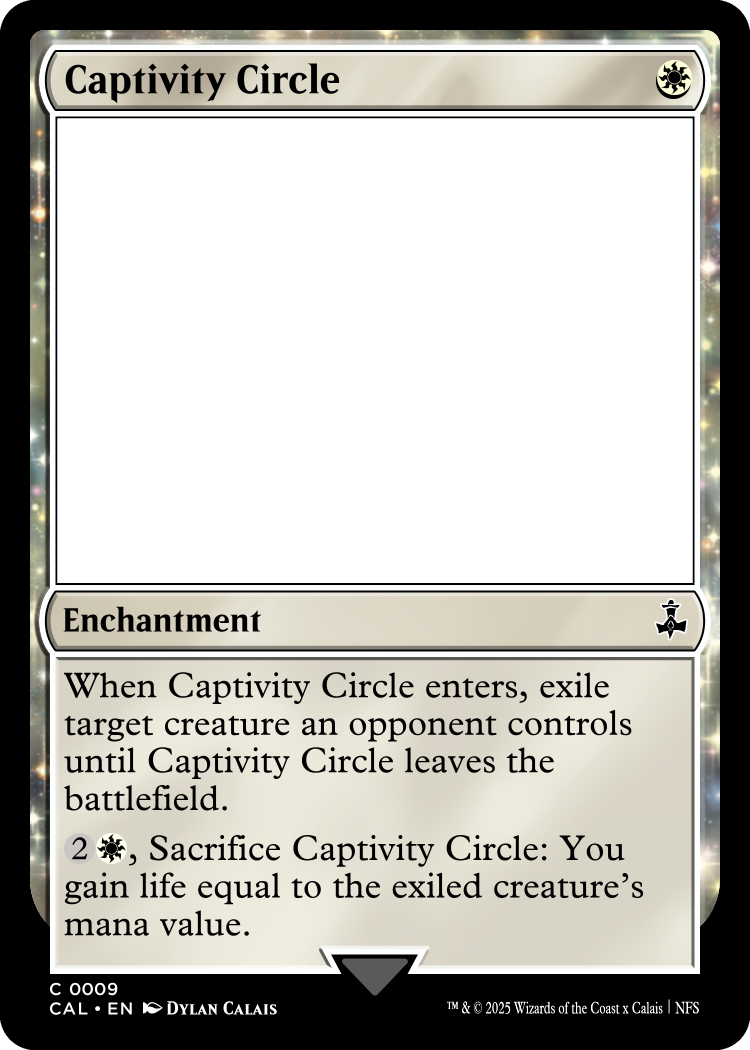 Captivity Circle
Enchantment
When Captivity Circle enters, exile
target creature an opponent controls
until Captivity Circle leaves the
battlefield.
2, Sacrifice Captivity Circle: You
gain life equal to the exiled creature’s
mana value.
C 0009
CAL • EN DYLAN CALAIS
™ & © 2025 Wizards of the Coast x Calais | NFS